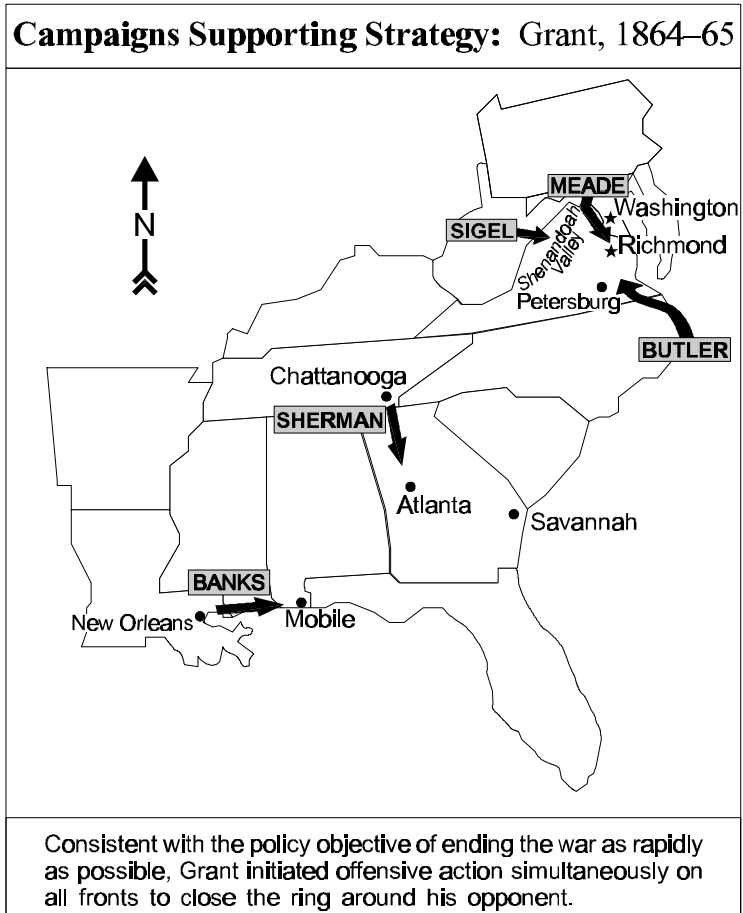 Campaigns Supporting Strategy: Grant, 1864–65
N
MEADE
Washington
SIGEL
Shenandoah
Valley
Richmond
Petersburg
BUTLER
Chattanooga
SHERMAN
Atlanta
Savannah
BANKS
New Orleans
Mobile
Consistent with the policy objective of ending the war as rapidly
as possible, Grant initiated offensive action simultaneously on
all fronts to close the ring around his opponent.